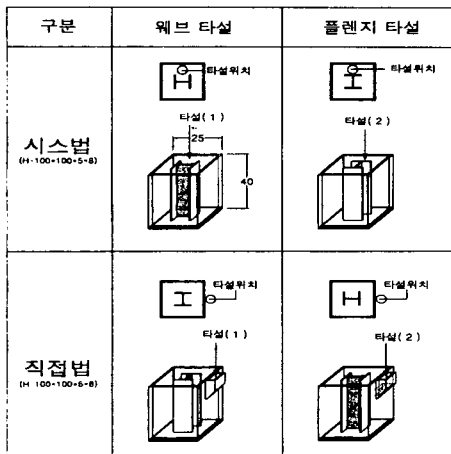 구분 웨브 타설 플렌지 타설
타설위치 타설위치
시스법
(H-100×100×5×8)
타설(1) 타설(2)
25
40
타설위치 타설위치
직접법
(H 100×100×6×8)
타설(1) 타설(2)